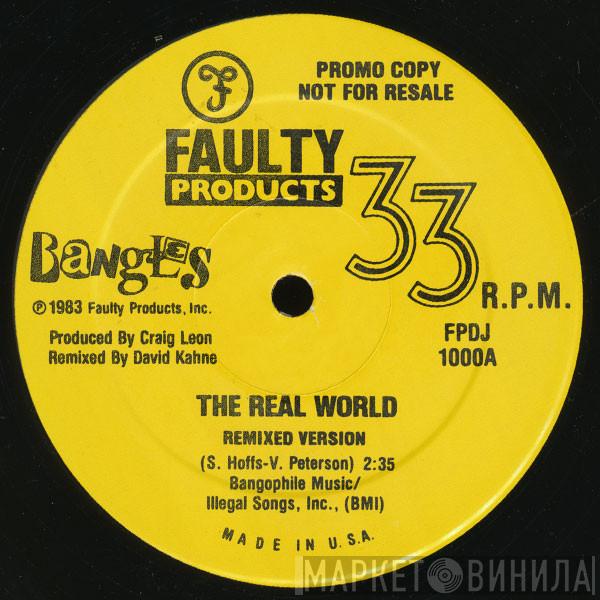 PROMO COPY
NOT FOR RESALE
F
FAULTY
PRODUCTS
33
R.P.M.
BANGLES
℗ 1983 Faulty Products, Inc.
Produced By Craig Leon
Remixed By David Kahne
FPDJ
1000A
THE REAL WORLD
REMIXED VERSION
(S. Hoffs-V. Peterson) 2:35
Bangophile Music/
Illegal Songs, Inc., (BMI)
MADE IN U.S.A.
МАРКЕТ ВИНИЛА